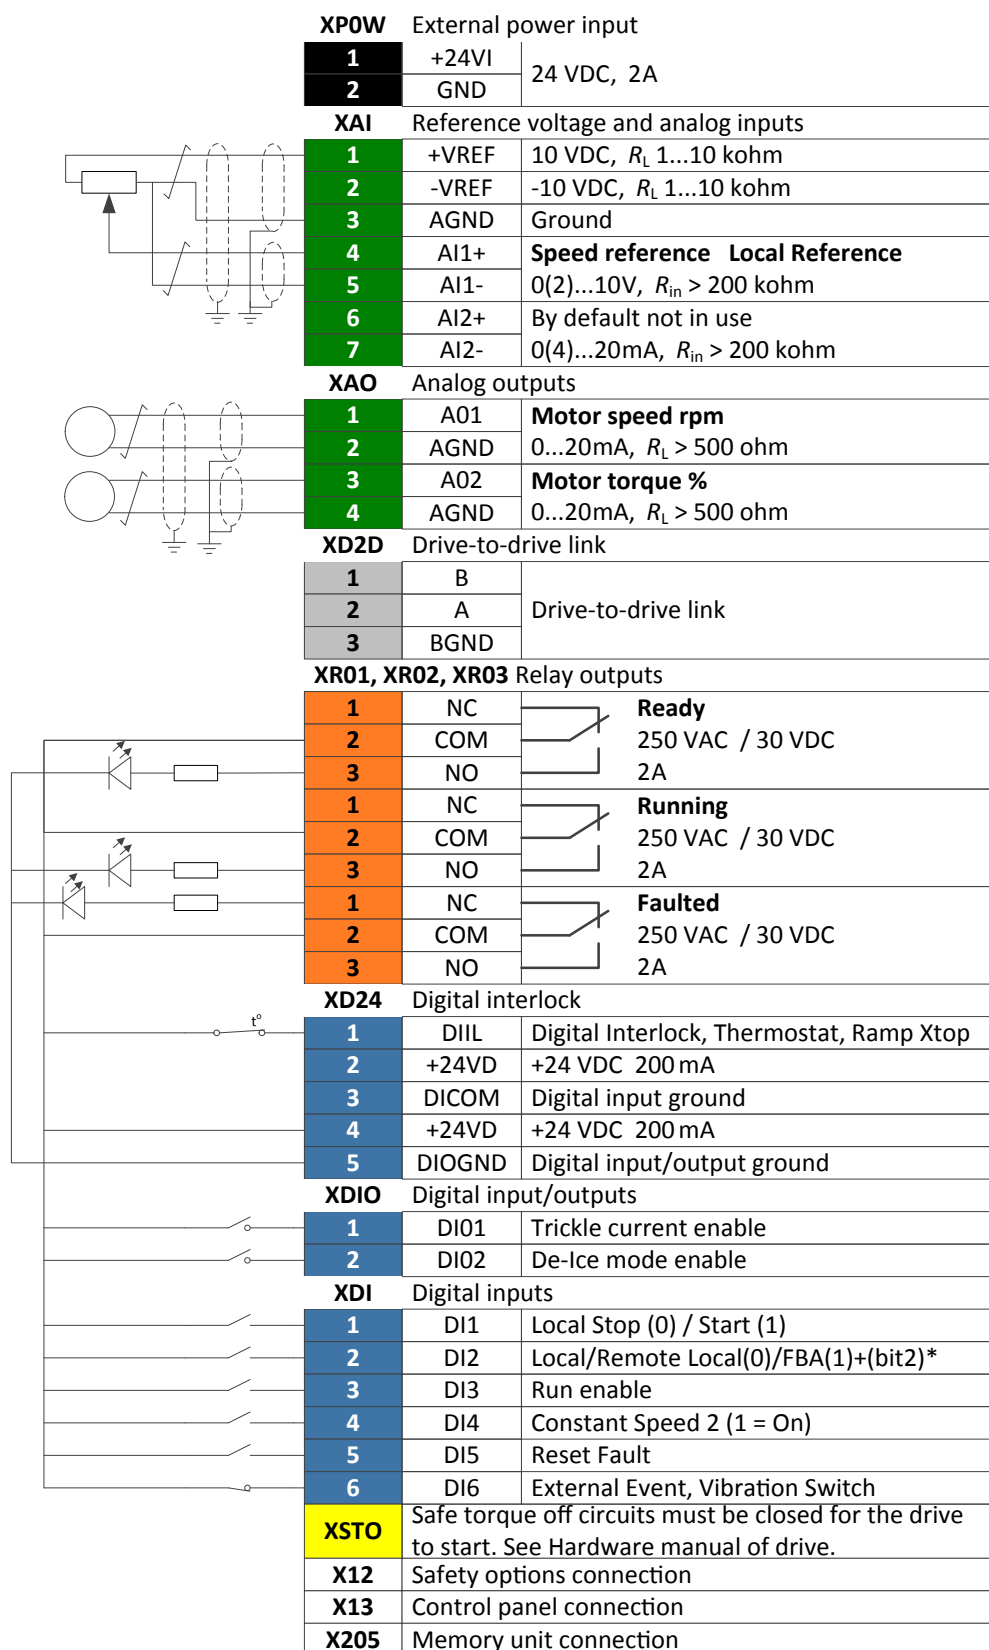 XP0W External power input
1 +24VI 24 VDC, 2A
2 GND
XAI Reference voltage and analog inputs
1 +VREF 10 VDC, RL 1...10 kohm
2 -VREF -10 VDC, RL 1...10 kohm
3 AGND Ground
4 AI1+ Speed reference Local Reference
5 AI1- 0(2)...10V, Rin > 200 kohm
6 AI2+ By default not in use
7 AI2- 0(4)...20mA, Rin > 200 kohm
XAO Analog outputs
1 A01 Motor speed rpm
2 AGND 0...20mA, RL > 500 ohm
3 A02 Motor torque %
4 AGND 0...20mA, RL > 500 ohm
XD2D Drive-to-drive link
1 B
2 A Drive-to-drive link
3 BGND
XR01, XR02, XR03 Relay outputs
1 NC Ready
2 COM 250 VAC / 30 VDC
3 NO 2A
1 NC Running
2 COM 250 VAC / 30 VDC
3 NO 2A
1 NC Faulted
2 COM 250 VAC / 30 VDC
3 NO 2A
XD24 Digital interlock
t° 1 DIIL Digital Interlock, Thermostat, Ramp Xtop
2 +24VD +24 VDC 200 mA
3 DICOM Digital input ground
4 +24VD +24 VDC 200 mA
5 DIOGND Digital input/output ground
XDIO Digital input/outputs
1 DI01 Trickle current enable
2 DI02 De-Ice mode enable
XDI Digital inputs
1 DI1 Local Stop (0) / Start (1)
2 DI2 Local/Remote Local(0)/FBA(1)+(bit2)*
3 DI3 Run enable
4 DI4 Constant Speed 2 (1 = On)
5 DI5 Reset Fault
6 DI6 External Event, Vibration Switch
XSTO Safe torque off circuits must be closed for the drive
to start. See Hardware manual of drive.
X12 Safety options connection
X13 Control panel connection
X205 Memory unit connection